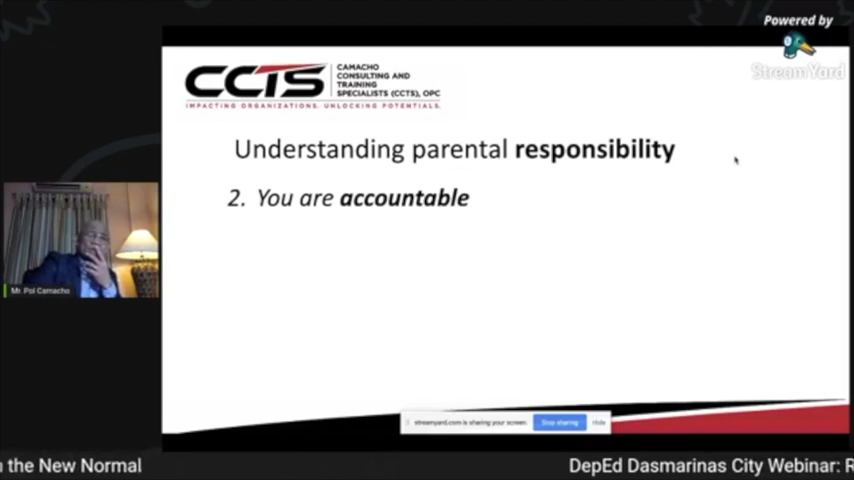 Powered by
StreamYard
CCTS
CAMACHO
CONSULTING AND
TRAINING
SPECIALISTS (CCTS), OPC
IMPACTING ORGANIZATIONS. UNLOCKING POTENTIALS.
Understanding parental responsibility
2. You are accountable
Mr. Pol Camacho
streamyard.com is sharing your screen.
Stop sharing
Hide
the New Normal
DepEd Dasmarinas City Webinar: R